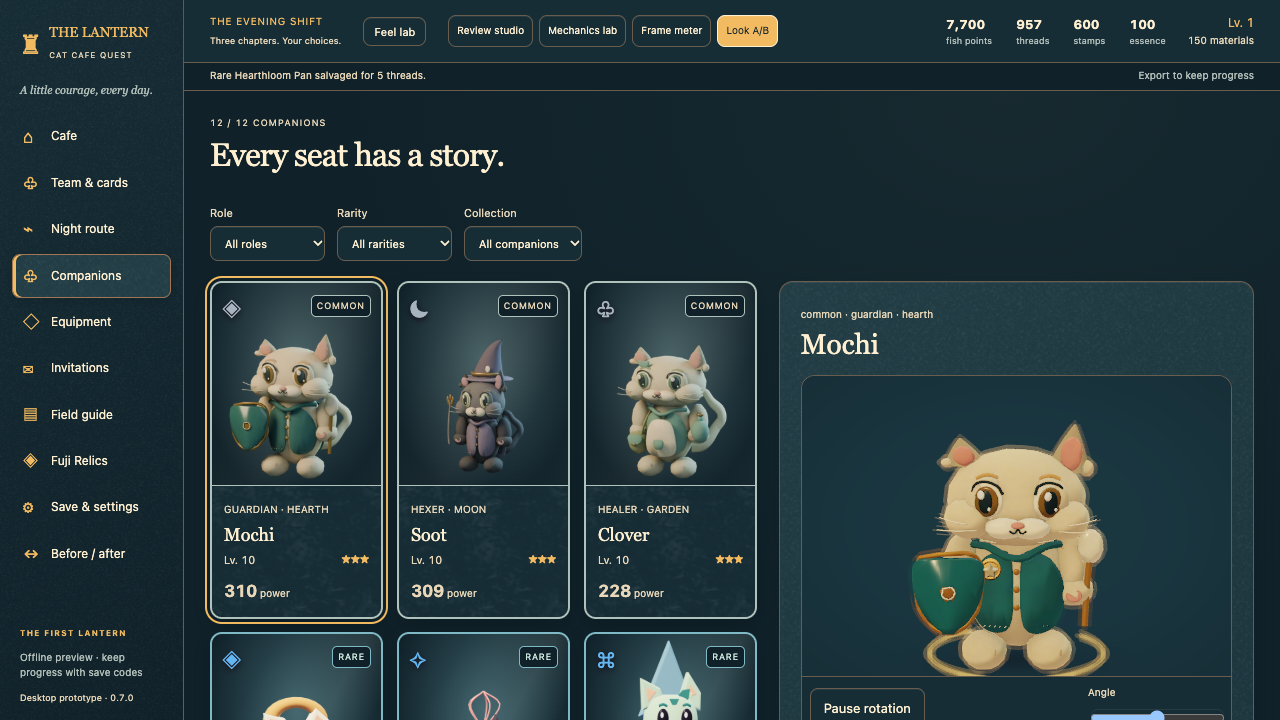 THE LANTERN
CAT CAFE QUEST
A little courage, every day.
Cafe
Team & cards
Night route
Companions
Equipment
Invitations
Field guide
Fuji Relics
Save & settings
Before / after
THE FIRST LANTERN
Offline preview · keep
progress with save codes
Desktop prototype · 0.7.0
THE EVENING SHIFT
Three chapters. Your choices.
Feel lab
Review studio
Mechanics lab
Frame meter
Look A/B
7,700
fish points
957
threads
600
stamps
100
essence
Lv. 1
150 materials
Rare Hearthloom Pan salvaged for 5 threads.
Export to keep progress
12 / 12 COMPANIONS
Every seat has a story.
Role
All roles
Rarity
All rarities
Collection
All companions
COMMON
GUARDIAN · HEARTH
Mochi
Lv. 10
310 power
COMMON
HEXER · MOON
Soot
Lv. 10
309 power
COMMON
HEALER · GARDEN
Clover
Lv. 10
228 power
RARE
RARE
RARE
common · guardian · hearth
Mochi
Pause rotation
Angle